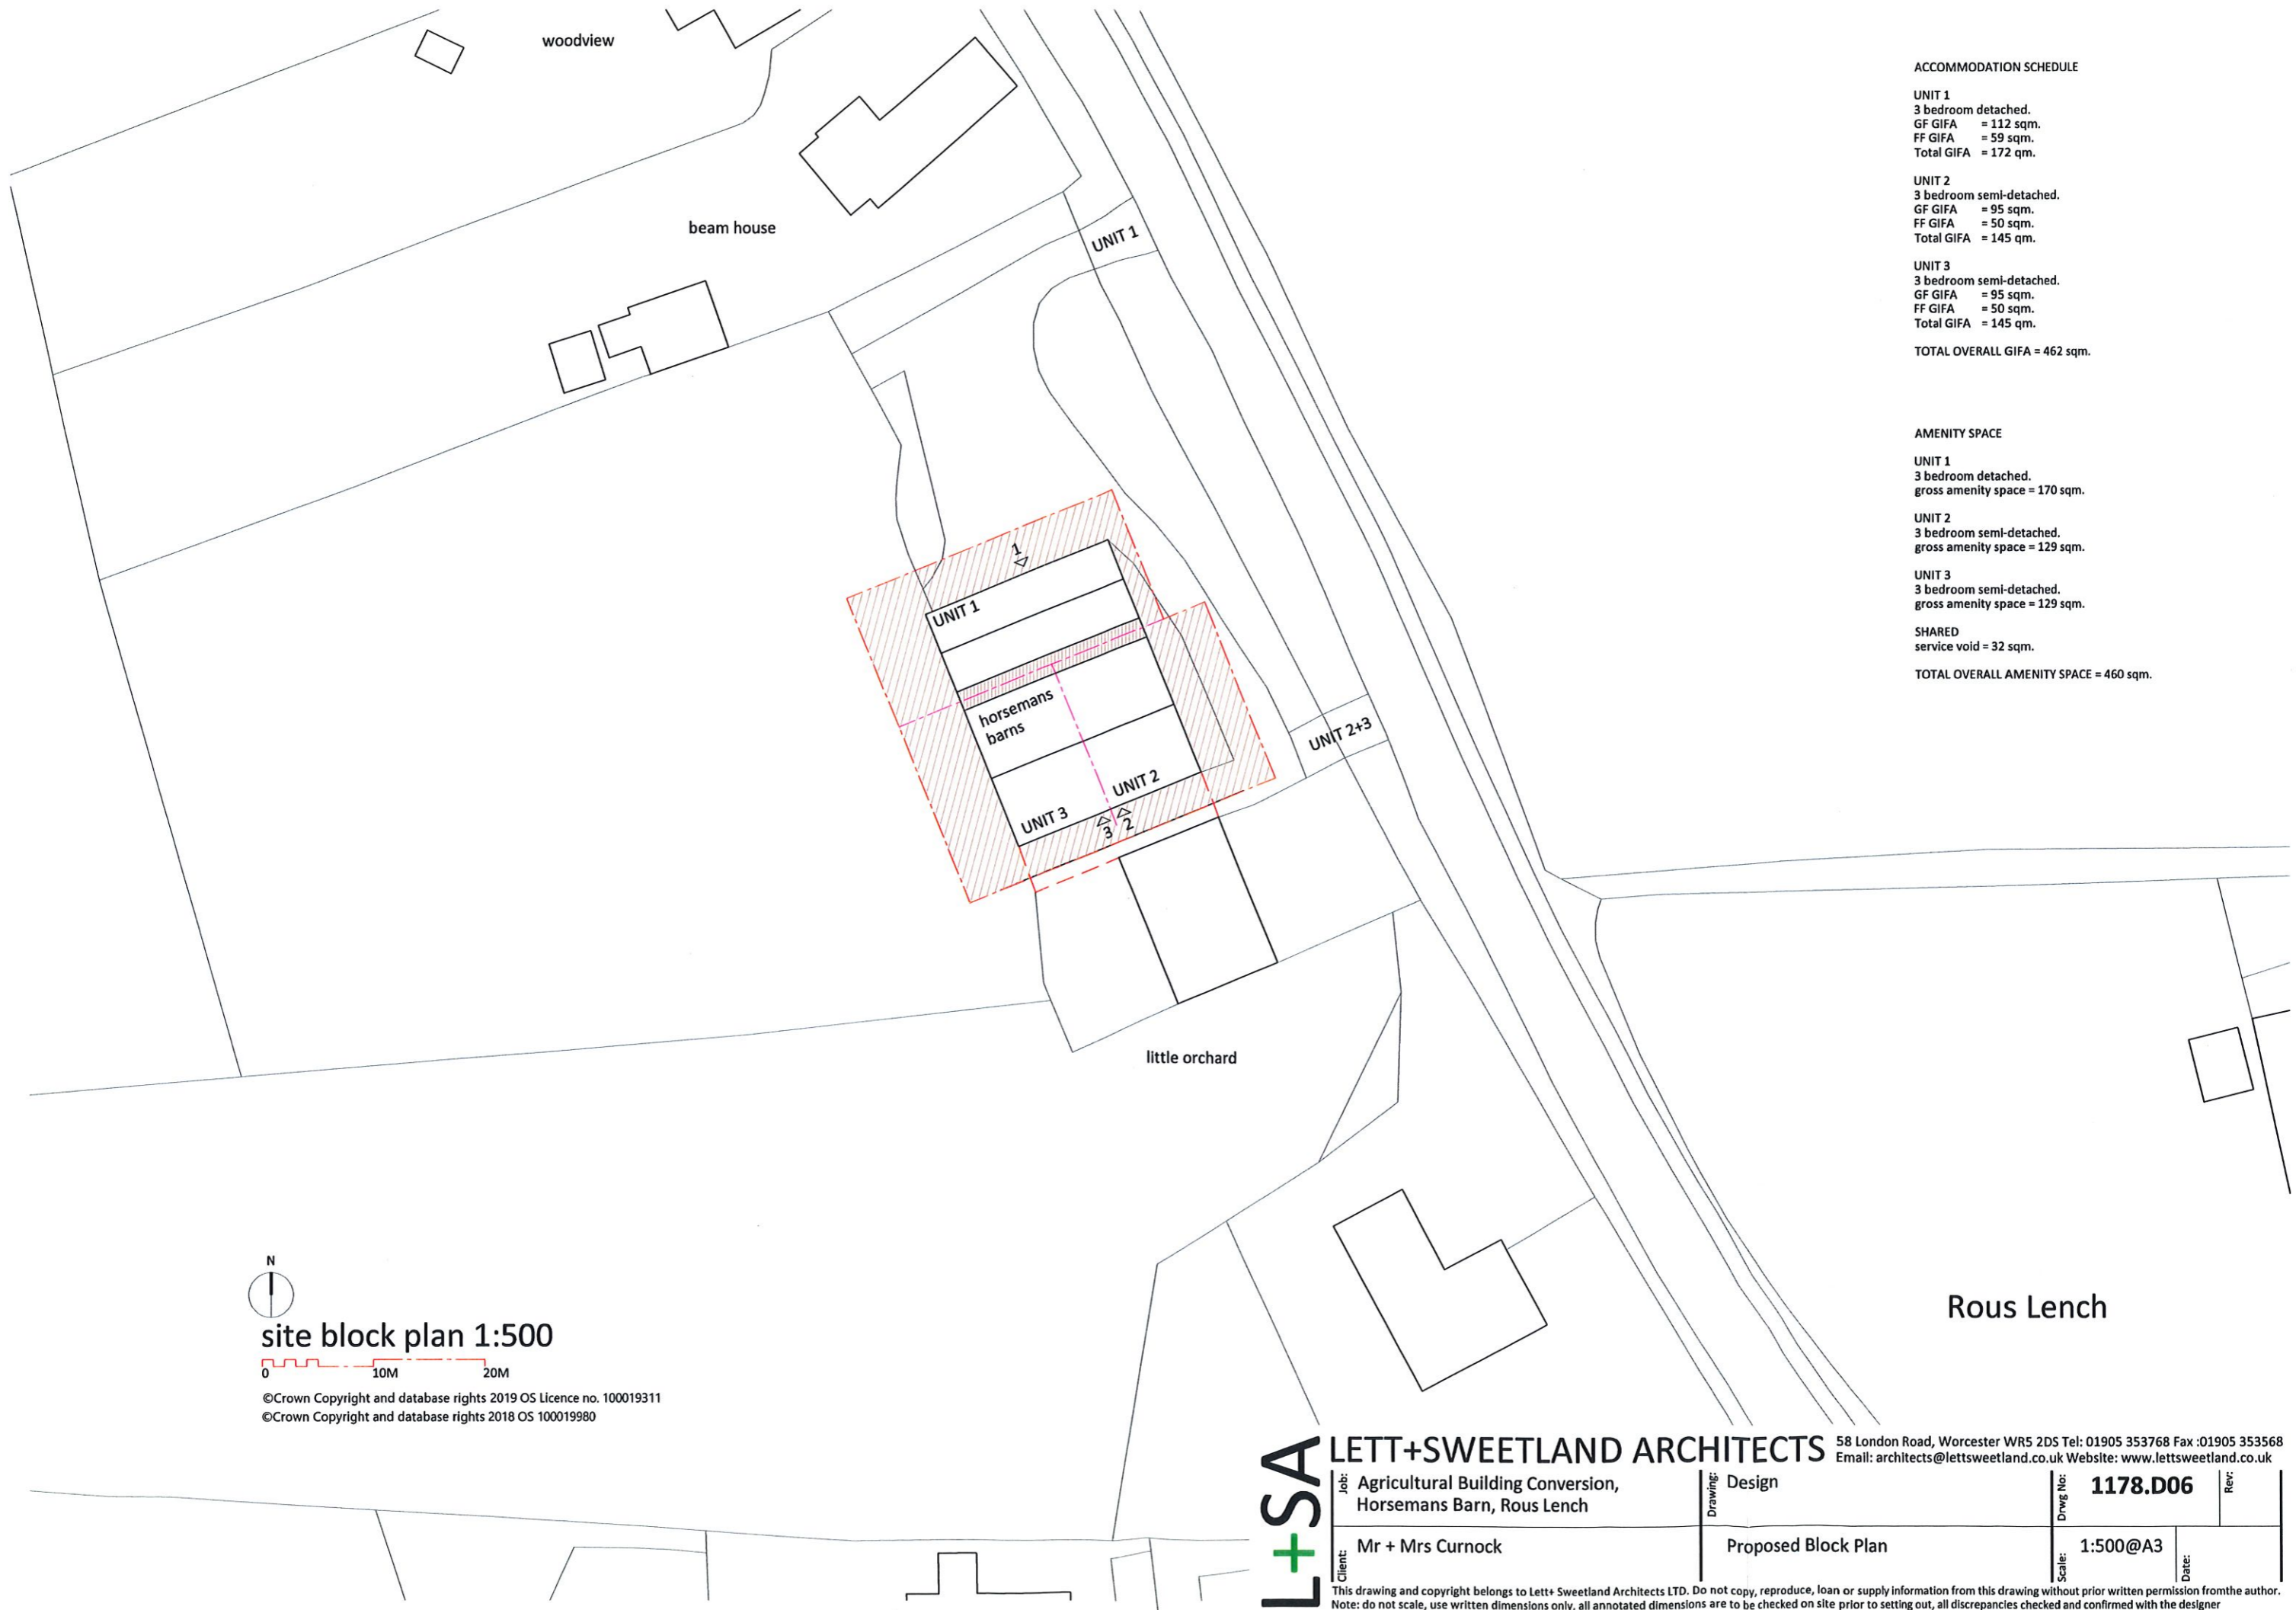 woodview
beam house
UNIT 1
1
UNIT 1
horsemans
barns
UNIT 2
UNIT 3
3
2
UNIT 2+3
little orchard
ACCOMMODATION SCHEDULE
UNIT 1
3 bedroom detached.
GF GIFA = 112 sqm.
FF GIFA = 59 sqm.
Total GIFA = 172 qm.
UNIT 2
3 bedroom semi-detached.
GF GIFA = 95 sqm.
FF GIFA = 50 sqm.
Total GIFA = 145 qm.
UNIT 3
3 bedroom semi-detached.
GF GIFA = 95 sqm.
FF GIFA = 50 sqm.
Total GIFA = 145 qm.
TOTAL OVERALL GIFA = 462 sqm.
AMENITY SPACE
UNIT 1
3 bedroom detached.
gross amenity space = 170 sqm.
UNIT 2
3 bedroom semi-detached.
gross amenity space = 129 sqm.
UNIT 3
3 bedroom semi-detached.
gross amenity space = 129 sqm.
SHARED
service void = 32 sqm.
TOTAL OVERALL AMENITY SPACE = 460 sqm.
Rous Lench
N
site block plan 1:500
0 10M 20M
©Crown Copyright and database rights 2019 OS Licence no. 100019311
©Crown Copyright and database rights 2018 OS 100019980
L+SA
LETT+SWEETLAND ARCHITECTS
58 London Road, Worcester WR5 2DS Tel: 01905 353768 Fax :01905 353568
Email: architects@lettsweetland.co.uk Website: www.lettsweetland.co.uk
Job: Agricultural Building Conversion,
Horsemans Barn, Rous Lench
Drawing: Design
Drwg No: 1178.D06
Rev:
Client: Mr + Mrs Curnock
Proposed Block Plan
Scale: 1:500@A3
Date:
This drawing and copyright belongs to Lett+ Sweetland Architects LTD. Do not copy, reproduce, loan or supply information from this drawing without prior written permission fromthe author.
Note: do not scale, use written dimensions only, all annotated dimensions are to be checked on site prior to setting out, all discrepancies checked and confirmed with the designer